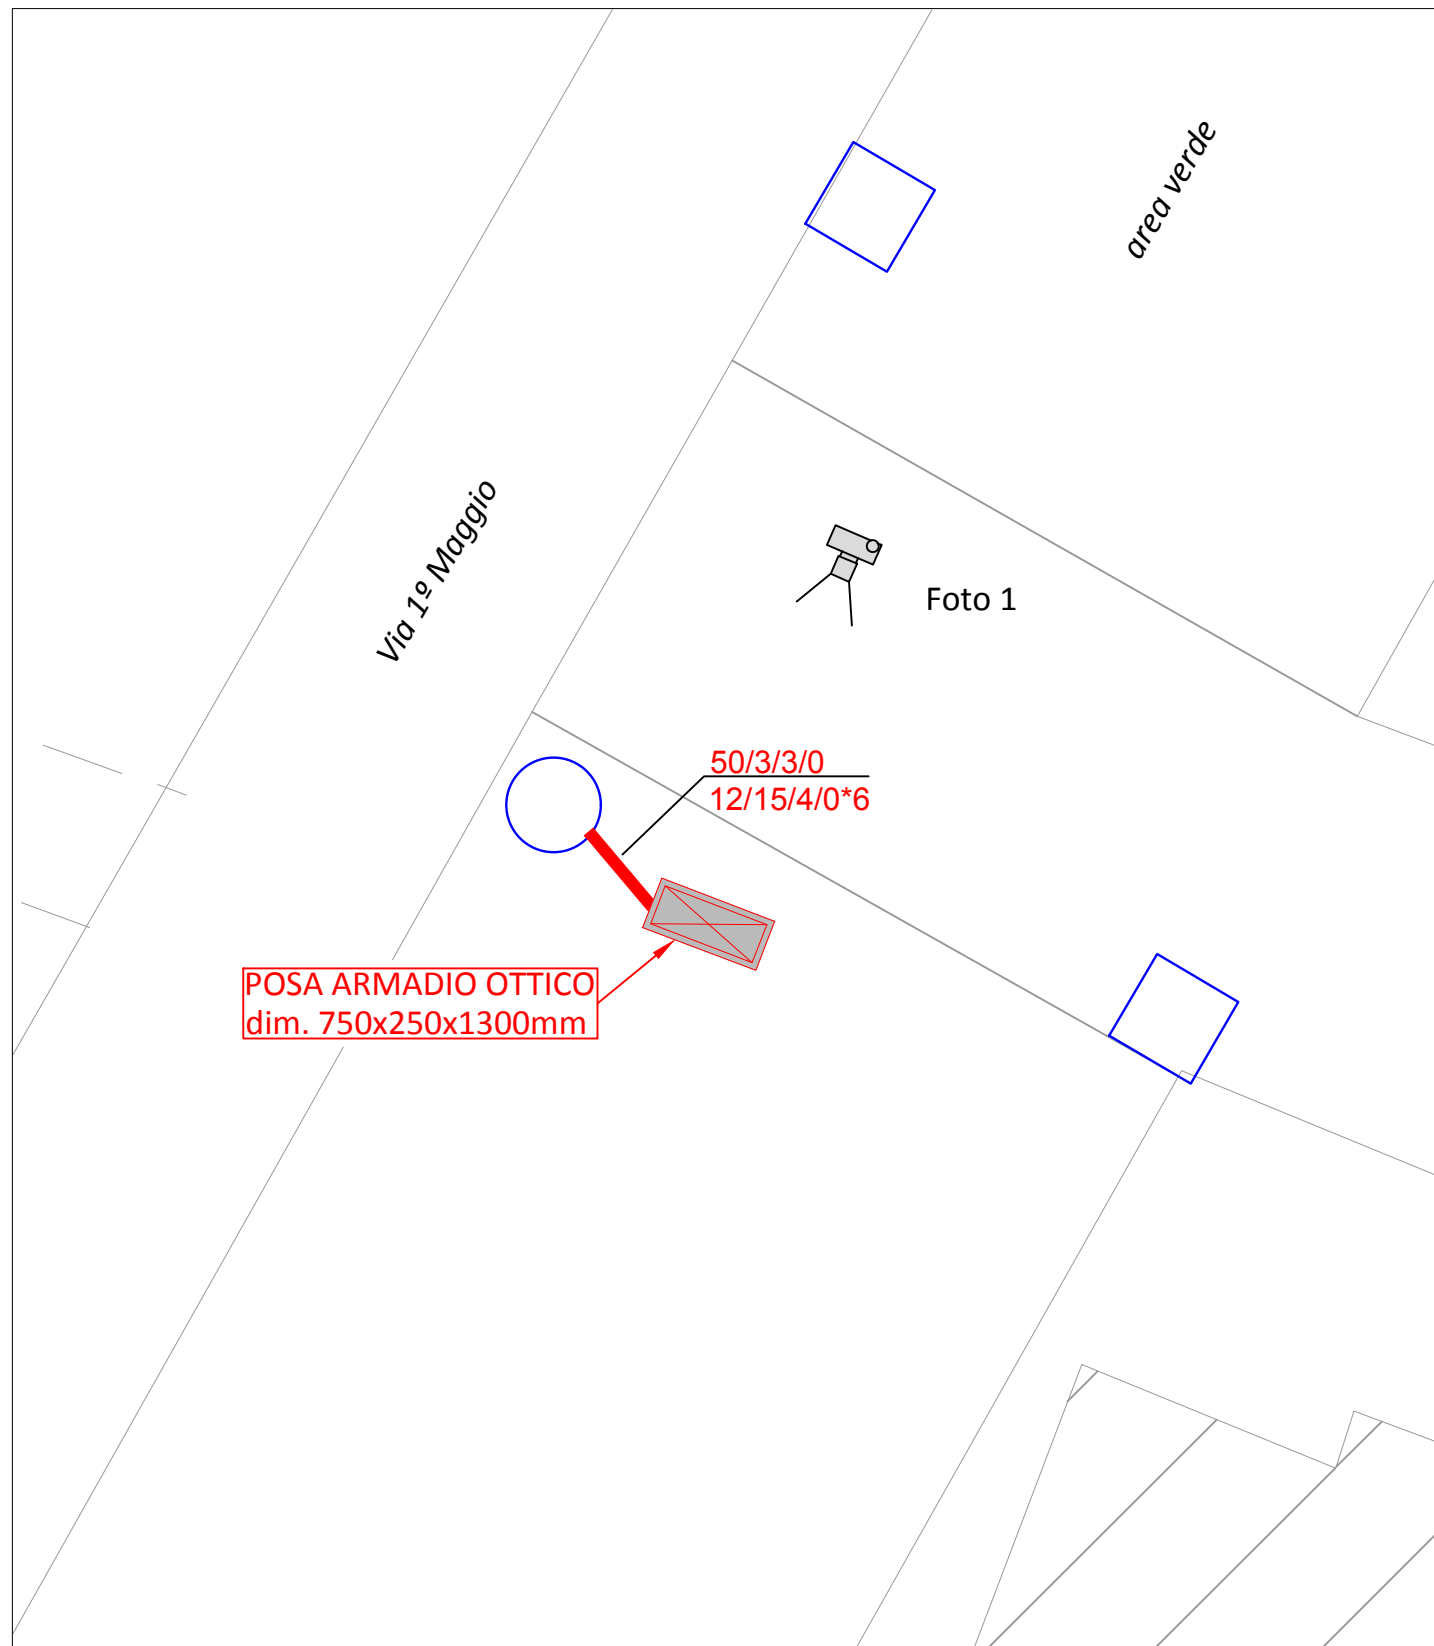 area verde
Via 1º Maggio
Foto 1
50/3/3/0
12/15/4/0*6
POSA ARMADIO OTTICO
dim. 750x250x1300mm